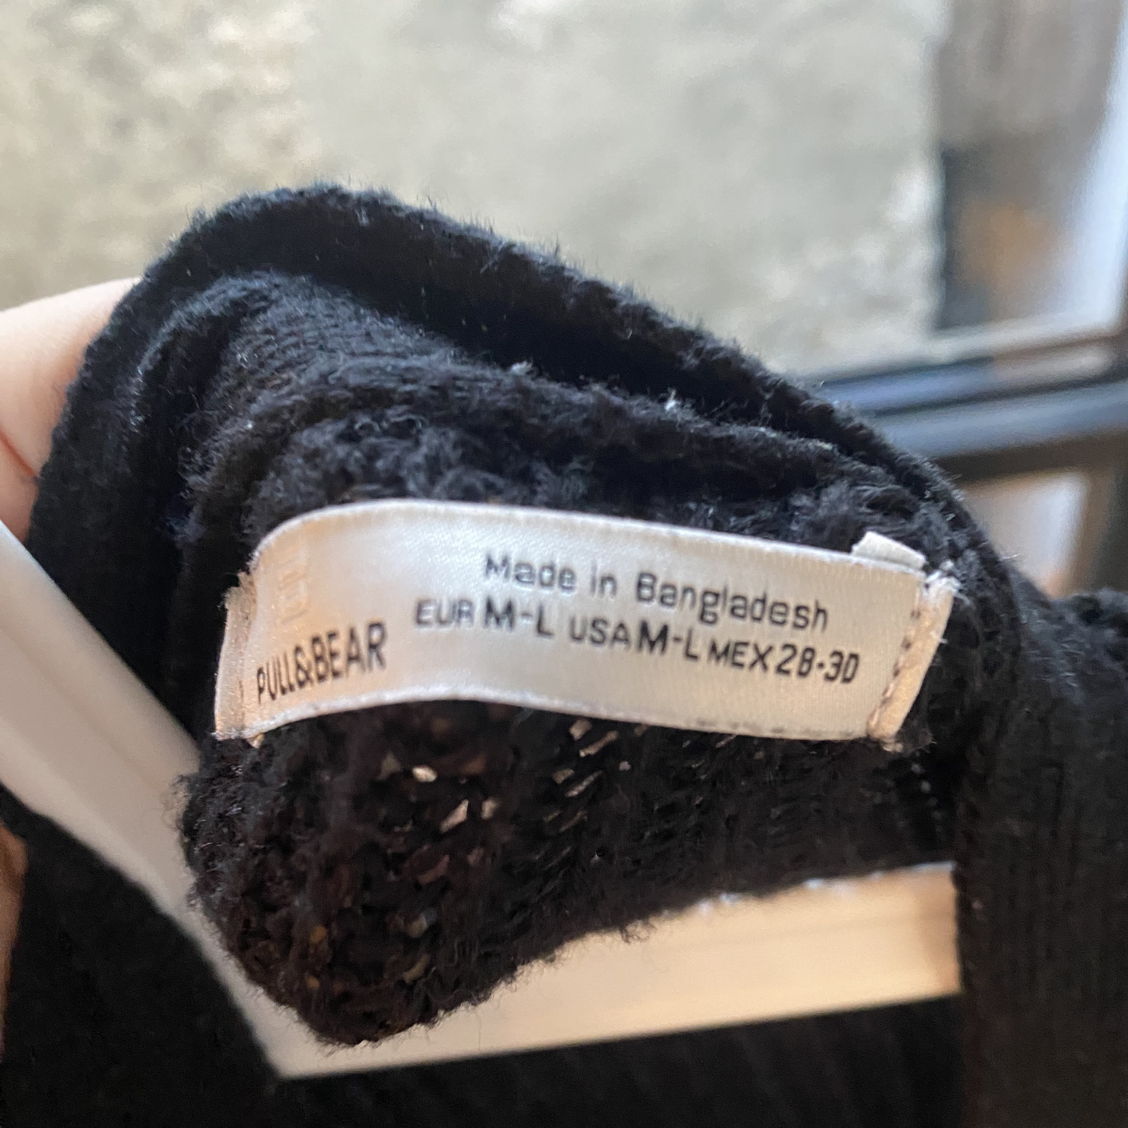 Made in Bangladesh
EUR M-L USA M-L MEX 28-30
PULL&BEAR